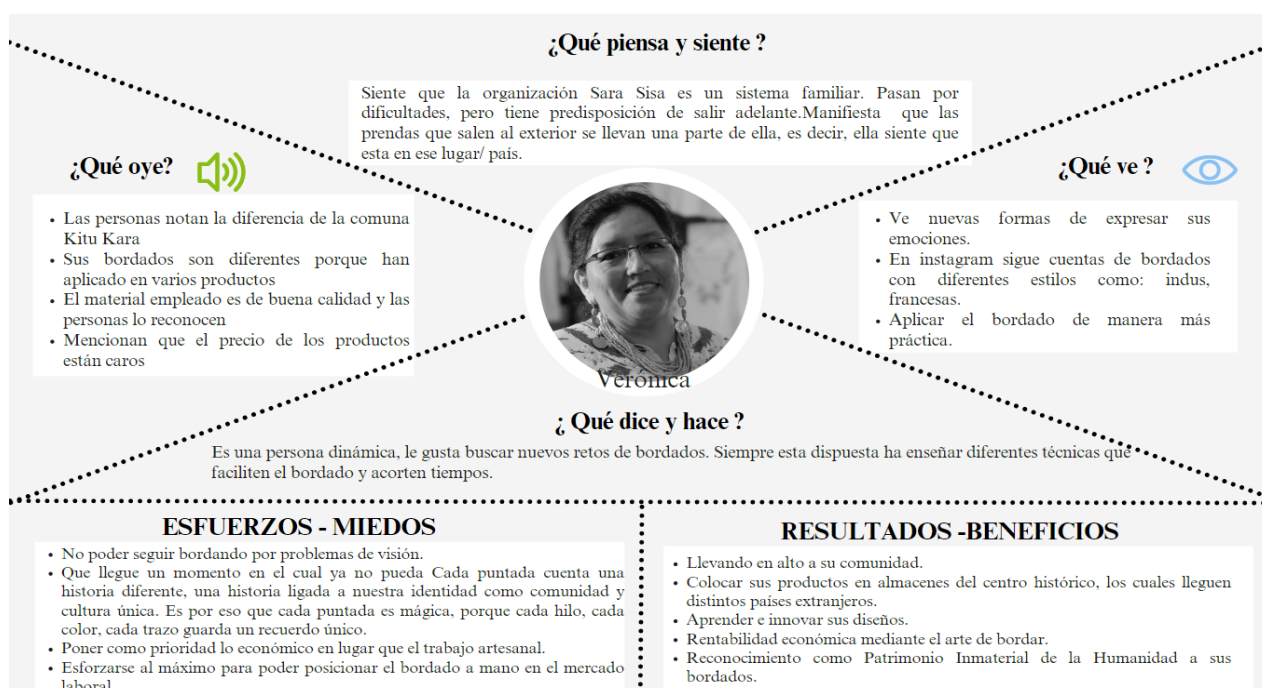 ¿Qué piensa y siente ?
Siente que la organización Sara Sisa es un sistema familiar. Pasan por
dificultades, pero tiene predisposición de salir adelante.Manifiesta que las
prendas que salen al exterior se llevan una parte de ella, es decir, ella siente que
esta en ese lugar/ país.
¿Qué oye?
• Las personas notan la diferencia de la comuna
Kitu Kara
• Sus bordados son diferentes porque han
aplicado en varios productos
• El material empleado es de buena calidad y las
personas lo reconocen
• Mencionan que el precio de los productos
están caros
¿Qué ve ?
• Ve nuevas formas de expresar sus
emociones.
• En instagram sigue cuentas de bordados
con diferentes estilos como: indus,
francesas.
• Aplicar el bordado de manera más
práctica.
Verónica
¿ Qué dice y hace ?
Es una persona dinámica, le gusta buscar nuevos retos de bordados. Siempre esta dispuesta ha enseñar diferentes técnicas que
faciliten el bordado y acorten tiempos.
ESFUERZOS - MIEDOS
• No poder seguir bordando por problemas de visión.
• Que llegue un momento en el cual ya no pueda Cada puntada cuenta una
historia diferente, una historia ligada a nuestra identidad como comunidad y
cultura única. Es por eso que cada puntada es mágica, porque cada hilo, cada
color, cada trazo guarda un recuerdo único.
• Poner como prioridad lo económico en lugar que el trabajo artesanal.
• Esforzarse al máximo para poder posicionar el bordado a mano en el mercado
laboral
RESULTADOS -BENEFICIOS
• Llevando en alto a su comunidad.
• Colocar sus productos en almacenes del centro histórico, los cuales lleguen
distintos países extranjeros.
• Aprender e innovar sus diseños.
• Rentabilidad económica mediante el arte de bordar.
• Reconocimiento como Patrimonio Inmaterial de la Humanidad a sus
bordados.